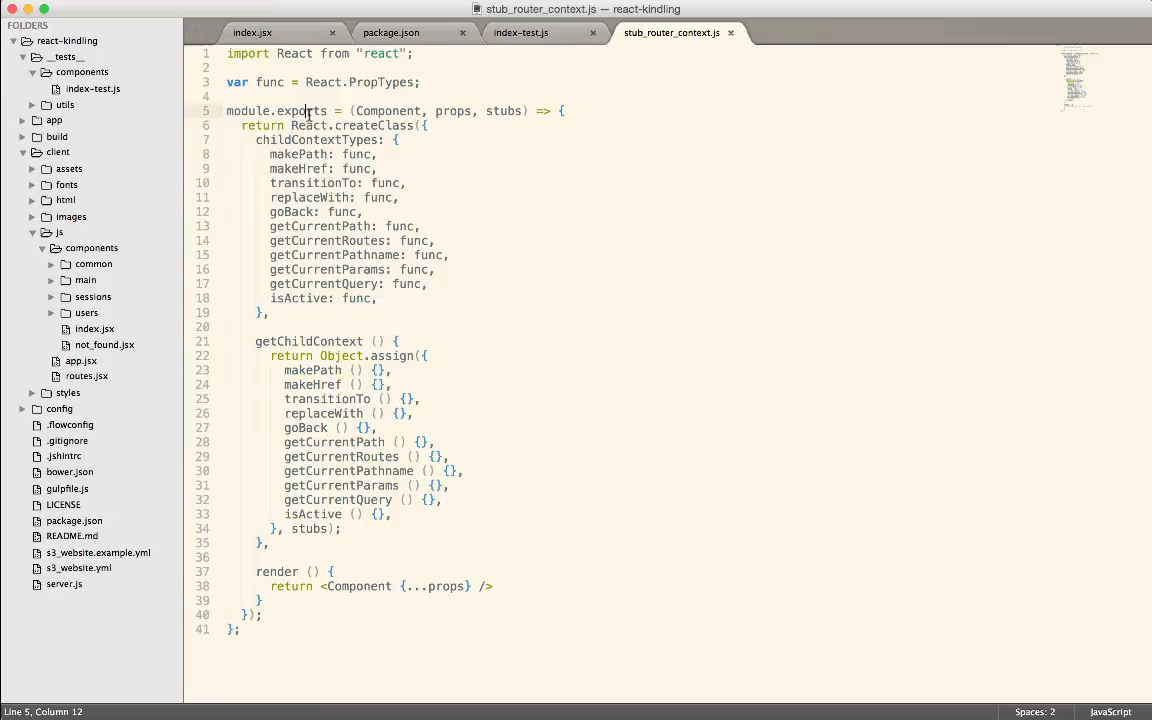 stub_router_context.js — react-kindling
FOLDERS
react-kindling
__tests__
components
index-test.js
utils
app
build
client
assets
fonts
html
images
js
components
common
main
sessions
users
index.jsx
not_found.jsx
app.jsx
routes.jsx
styles
config
.flowconfig
.gitignore
.jshintrc
bower.json
gulpfile.js
LICENSE
package.json
README.md
s3_website.example.yml
s3_website.yml
server.js
index.jsx × package.json × index-test.js × stub_router_context.js ×
1 import React from "react";
2
3 var func = React.PropTypes;
4
5 module.exports = (Component, props, stubs) => {
6 return React.createClass({
7 childContextTypes: {
8 makePath: func,
9 makeHref: func,
10 transitionTo: func,
11 replaceWith: func,
12 goBack: func,
13 getCurrentPath: func,
14 getCurrentRoutes: func,
15 getCurrentPathname: func,
16 getCurrentParams: func,
17 getCurrentQuery: func,
18 isActive: func,
19 },
20
21 getChildContext () {
22 return Object.assign({
23 makePath () {},
24 makeHref () {},
25 transitionTo () {},
26 replaceWith () {},
27 goBack () {},
28 getCurrentPath () {},
29 getCurrentRoutes () {},
30 getCurrentPathname () {},
31 getCurrentParams () {},
32 getCurrentQuery () {},
33 isActive () {},
34 }, stubs);
35 },
36
37 render () {
38 return <Component {...props} />
39 }
40 });
41 };
Line 5, Column 12
Spaces: 2
JavaScript